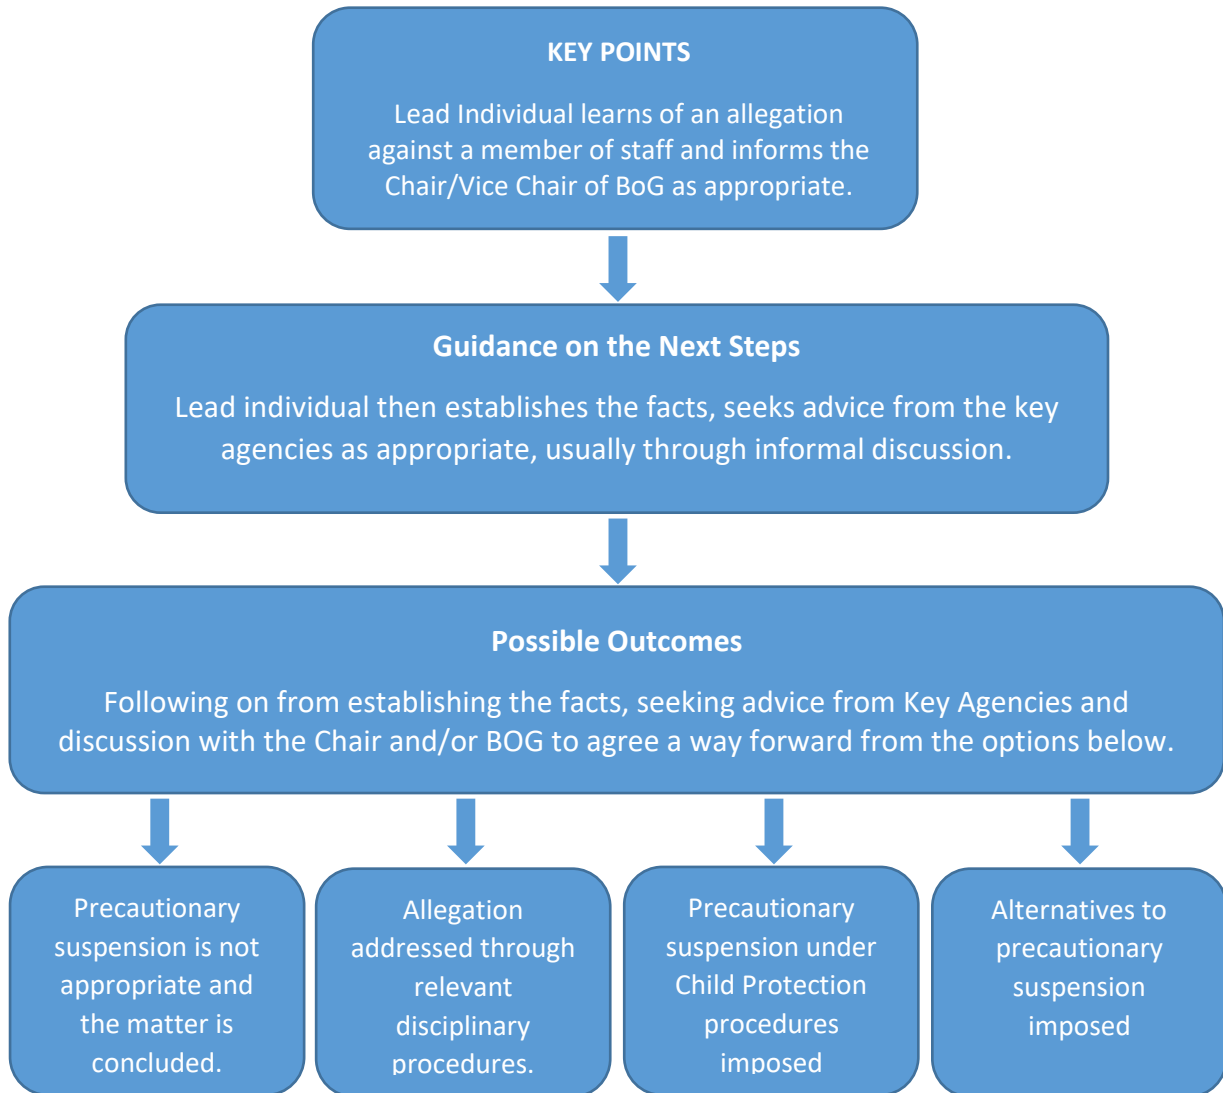 KEY POINTS
Lead Individual learns of an allegation
against a member of staff and informs the
Chair/Vice Chair of BoG as appropriate.
Guidance on the Next Steps
Lead individual then establishes the facts, seeks advice from the key
agencies as appropriate, usually through informal discussion.
Possible Outcomes
Following on from establishing the facts, seeking advice from Key Agencies and
discussion with the Chair and/or BOG to agree a way forward from the options below.
Precautionary
suspension is not
appropriate and
the matter is
concluded.
Allegation
addressed through
relevant
disciplinary
procedures.
Precautionary
suspension under
Child Protection
procedures
imposed
Alternatives to
precautionary
suspension
imposed